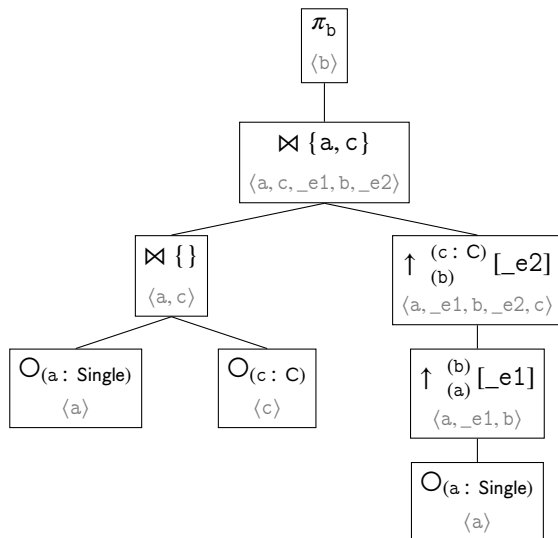 π_b
⟨b⟩
⋈ {a, c}
⟨a, c, _e1, b, _e2⟩
⋈ {}
⟨a, c⟩
↑ (c: C) (b) [_e2]
⟨a, _e1, b, _e2, c⟩
○(a: Single)
⟨a⟩
○(c: C)
⟨c⟩
↑ (b) (a) [_e1]
⟨a, _e1, b⟩
○(a: Single)
⟨a⟩